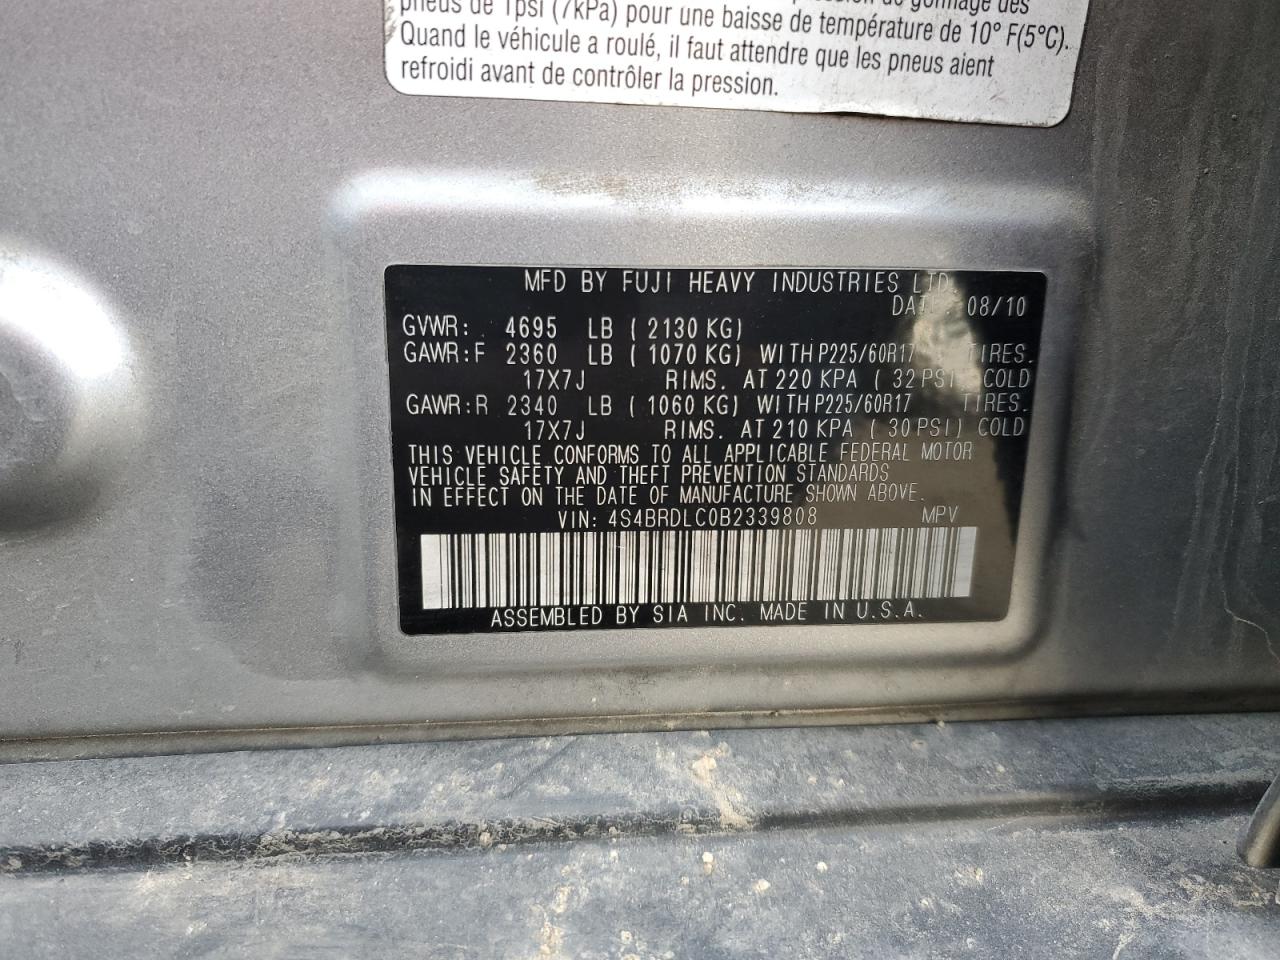 pneus de 1psi (7kPa) pour une baisse de température de 10° F(5°C).
Quand le véhicule a roulé, il faut attendre que les pneus aient
refroidi avant de contrôler la pression.
MFD BY FUJI HEAVY INDUSTRIES LTD
DATE: 08/10
GVWR: 4695 LB ( 2130 KG)
GAWR:F 2360 LB ( 1070 KG) WITH P225/60R17 TIRES.
17X7J RIMS. AT 220 KPA ( 32 PSI) COLD
GAWR:R 2340 LB ( 1060 KG) WITH P225/60R17 TIRES.
17X7J RIMS. AT 210 KPA ( 30 PSI) COLD
THIS VEHICLE CONFORMS TO ALL APPLICABLE FEDERAL MOTOR
VEHICLE SAFETY AND THEFT PREVENTION STANDARDS
IN EFFECT ON THE DATE OF MANUFACTURE SHOWN ABOVE.
VIN: 4S4BRDLC0B2339808 MPV
ASSEMBLED BY SIA INC. MADE IN U.S.A.